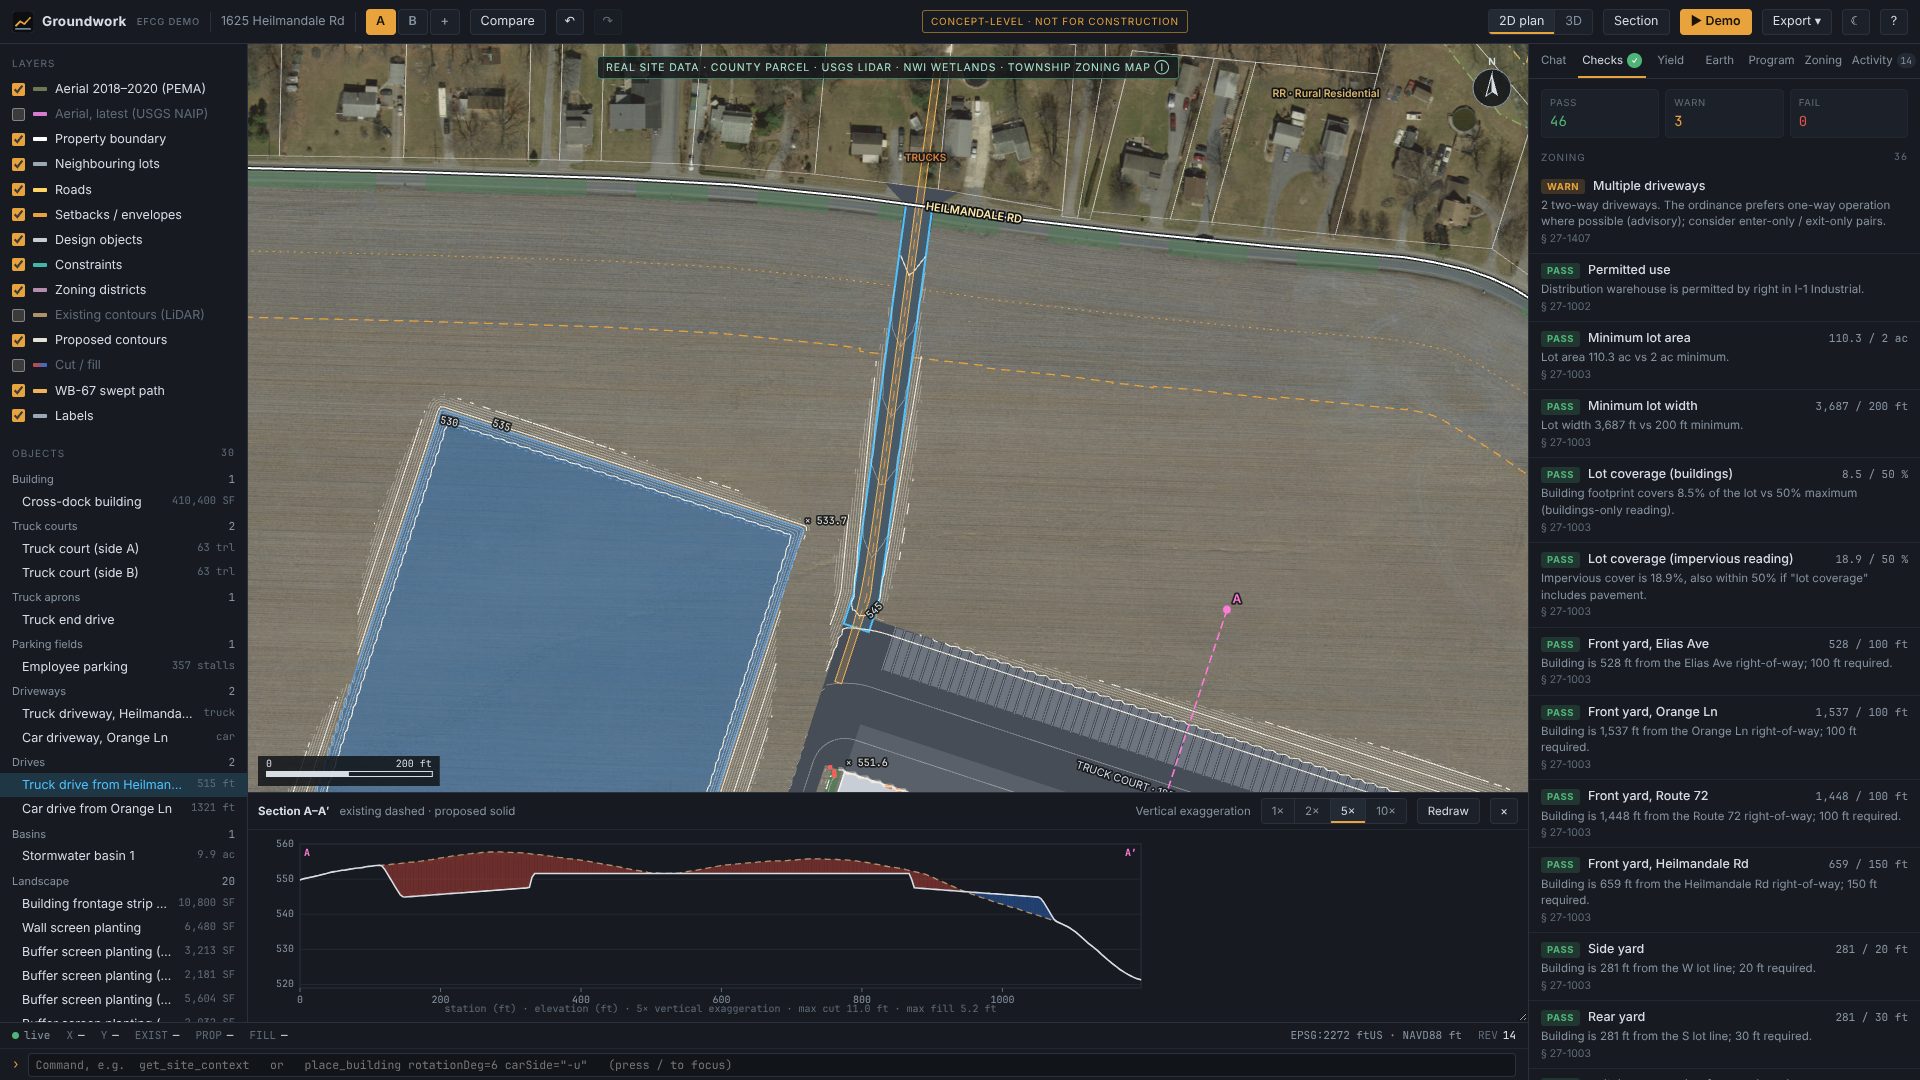 Groundwork EFCG DEMO 1625 Heilmandale Rd A B + Compare ↶ ↷ CONCEPT-LEVEL · NOT FOR CONSTRUCTION 2D plan 3D Section ▶ Demo Export ▾ ☾ ?
LAYERS
Aerial 2018–2020 (PEMA)
Aerial, latest (USGS NAIP)
Property boundary
Neighbouring lots
Roads
Setbacks / envelopes
Design objects
Constraints
Zoning districts
Existing contours (LiDAR)
Proposed contours
Cut / fill
WB-67 swept path
Labels
OBJECTS 30
Building 1
Cross-dock building 410,400 SF
Truck courts 2
Truck court (side A) 63 trl
Truck court (side B) 63 trl
Truck aprons 1
Truck end drive
Parking fields 1
Employee parking 357 stalls
Driveways 2
Truck driveway, Heilmanda... truck
Car driveway, Orange Ln car
Drives 2
Truck drive from Heilman... 515 ft
Car drive from Orange Ln 1321 ft
Basins 1
Stormwater basin 1 9.9 ac
Landscape 20
Building frontage strip ... 10,800 SF
Wall screen planting 6,480 SF
Buffer screen planting (... 3,213 SF
Buffer screen planting (... 2,181 SF
Buffer screen planting (... 5,604 SF
REAL SITE DATA · COUNTY PARCEL · USGS LIDAR · NWI WETLANDS · TOWNSHIP ZONING MAP i
RR · Rural Residential
N
TRUCKS
HEILMANDALE RD
530
535
× 533.7
545
A
× 551.6
TRUCK COURT ·
0 200 ft
Section A–A′ existing dashed · proposed solid Vertical exaggeration 1× 2× 5× 10× Redraw ×
560
550
540
530
520
A A′
0 200 400 600 800 1000
station (ft) · elevation (ft) · 5× vertical exaggeration · max cut 11.0 ft · max fill 5.2 ft
live X — Y — EXIST — PROP — FILL — EPSG:2272 ftUS · NAVD88 ft REV 14
› Command, e.g. get_site_context or place_building rotationDeg=6 carSide="-u" (press / to focus)
Chat Checks ✓ Yield Earth Program Zoning Activity 14
PASS WARN FAIL
46 3 0
ZONING 36
WARN Multiple driveways
2 two-way driveways. The ordinance prefers one-way operation
where possible (advisory); consider enter-only / exit-only pairs.
§ 27-1407
PASS Permitted use
Distribution warehouse is permitted by right in I-1 Industrial.
§ 27-1002
PASS Minimum lot area 110.3 / 2 ac
Lot area 110.3 ac vs 2 ac minimum.
§ 27-1003
PASS Minimum lot width 3,687 / 200 ft
Lot width 3,687 ft vs 200 ft minimum.
§ 27-1003
PASS Lot coverage (buildings) 8.5 / 50 %
Building footprint covers 8.5% of the lot vs 50% maximum
(buildings-only reading).
§ 27-1003
PASS Lot coverage (impervious reading) 18.9 / 50 %
Impervious cover is 18.9%, also within 50% if "lot coverage"
includes pavement.
§ 27-1003
PASS Front yard, Elias Ave 528 / 100 ft
Building is 528 ft from the Elias Ave right-of-way; 100 ft required.
§ 27-1003
PASS Front yard, Orange Ln 1,537 / 100 ft
Building is 1,537 ft from the Orange Ln right-of-way; 100 ft
required.
§ 27-1003
PASS Front yard, Route 72 1,448 / 100 ft
Building is 1,448 ft from the Route 72 right-of-way; 100 ft required.
§ 27-1003
PASS Front yard, Heilmandale Rd 659 / 150 ft
Building is 659 ft from the Heilmandale Rd right-of-way; 150 ft
required.
§ 27-1003
PASS Side yard 281 / 20 ft
Building is 281 ft from the W lot line; 20 ft required.
§ 27-1003
PASS Rear yard 281 / 30 ft
Building is 281 ft from the S lot line; 30 ft required.
§ 27-1003